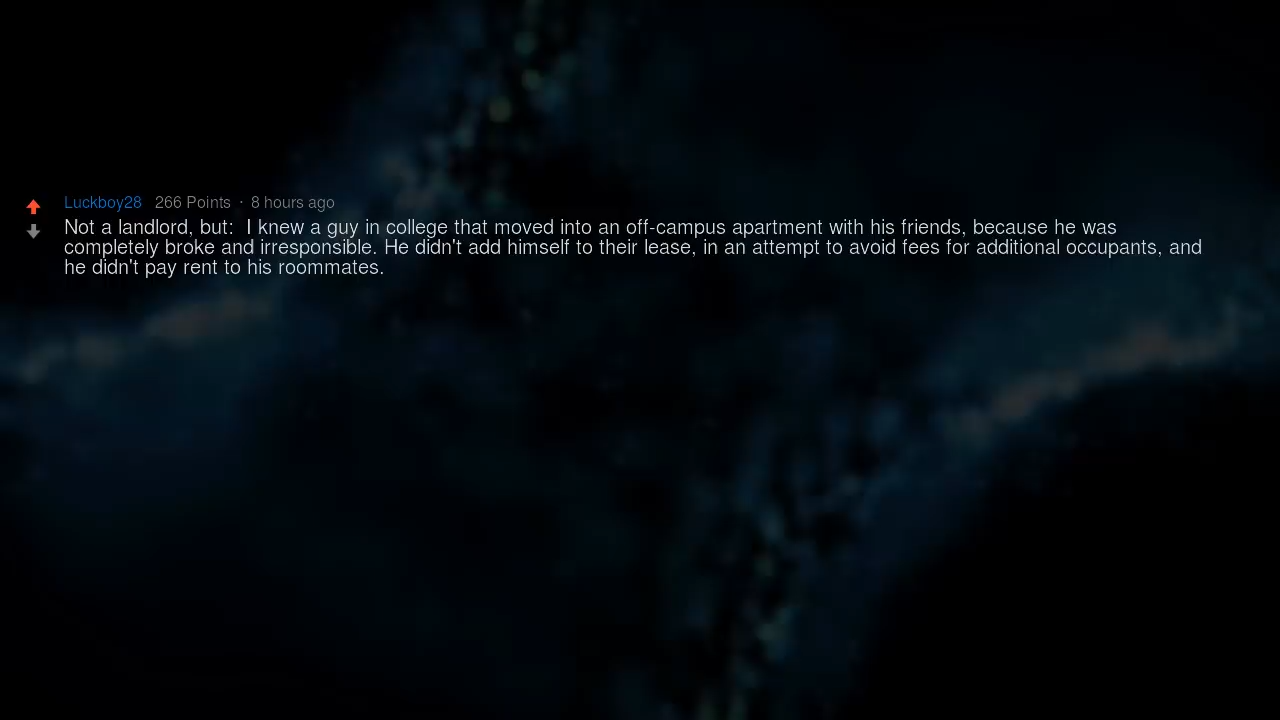 Luckboy28 266 Points · 8 hours ago
Not a landlord, but: I knew a guy in college that moved into an off-campus apartment with his friends, because he was
completely broke and irresponsible. He didn't add himself to their lease, in an attempt to avoid fees for additional occupants, and
he didn't pay rent to his roommates.